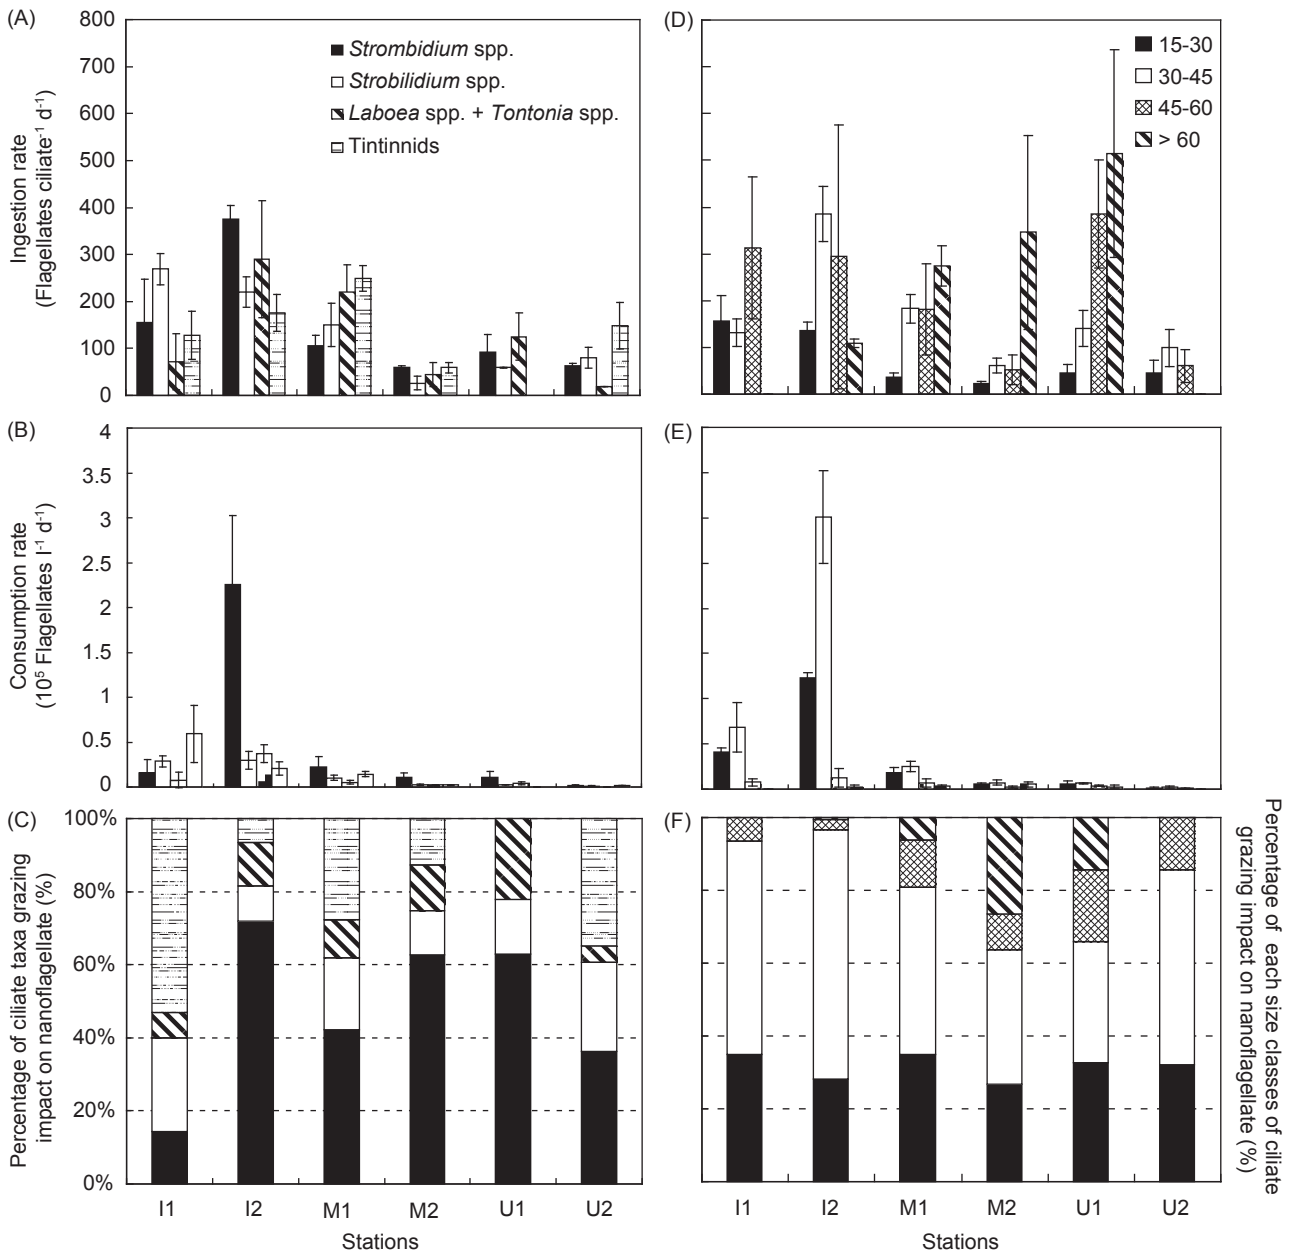 (A)
800
700
600
500
400
300
200
100
0
Ingestion rate
(Flagellates ciliate-1 d-1)
Strombidium spp.
Strobilidium spp.
Laboea spp. + Tontonia spp.
Tintinnids
(D)
15-30
30-45
45-60
> 60
(B)
4
3.5
3
2.5
2
1.5
1
0.5
0
Consumption rate
(105 Flagellates l-1 d-1)
(E)
(C)
100%
80%
60%
40%
20%
0%
Percentage of ciliate taxa grazing
impact on nanoflagellate (%)
I1 I2 M1 M2 U1 U2
Stations
(F)
Percentage of each size classes of ciliate
grazing impact on nanoflagellate (%)
I1 I2 M1 M2 U1 U2
Stations